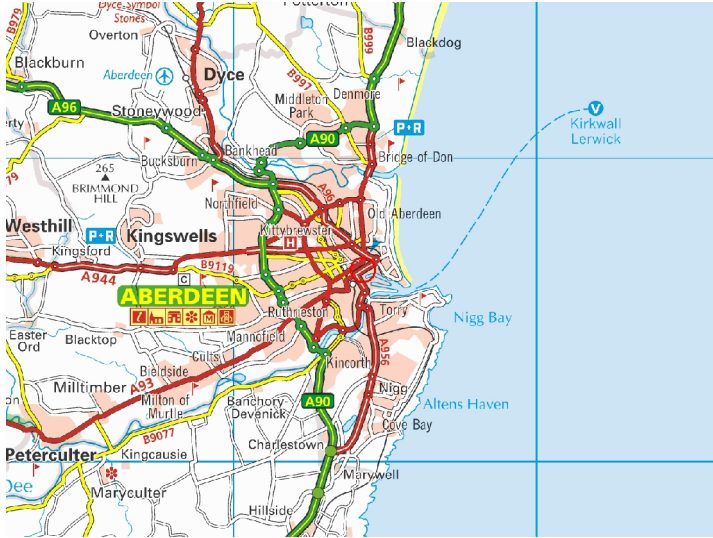 Dyce-Symbol
Stones
B979
Overton
B999
Blackdog
Blackburn
Aberdeen
Dyce
B997
Middleton
Park
Denmore
A96
Stoneywood
V
Kirkwall
Lerwick
A90
P+R
Bucksburn
Bankhead
Bridge-of-Don
265
BRIMMOND
HILL
A96
Northfield
Old Aberdeen
Westhill
P+R
Kingswells
Kittybrewster
H
Kingsford
A944
B9119
C
ABERDEEN
Ruthrieston
Torry
Nigg Bay
Easter
Ord
Blacktop
Mannofield
Cults
A956
Bieldside
Kincorth
Milltimber
A93
Milton of
Murtle
Banchory
Devenick
A90
Nigg
Altens Haven
B9077
Cove Bay
Charlestown
Peterculter
Kingcausie
Marywell
Dee
Maryculter
Hillside